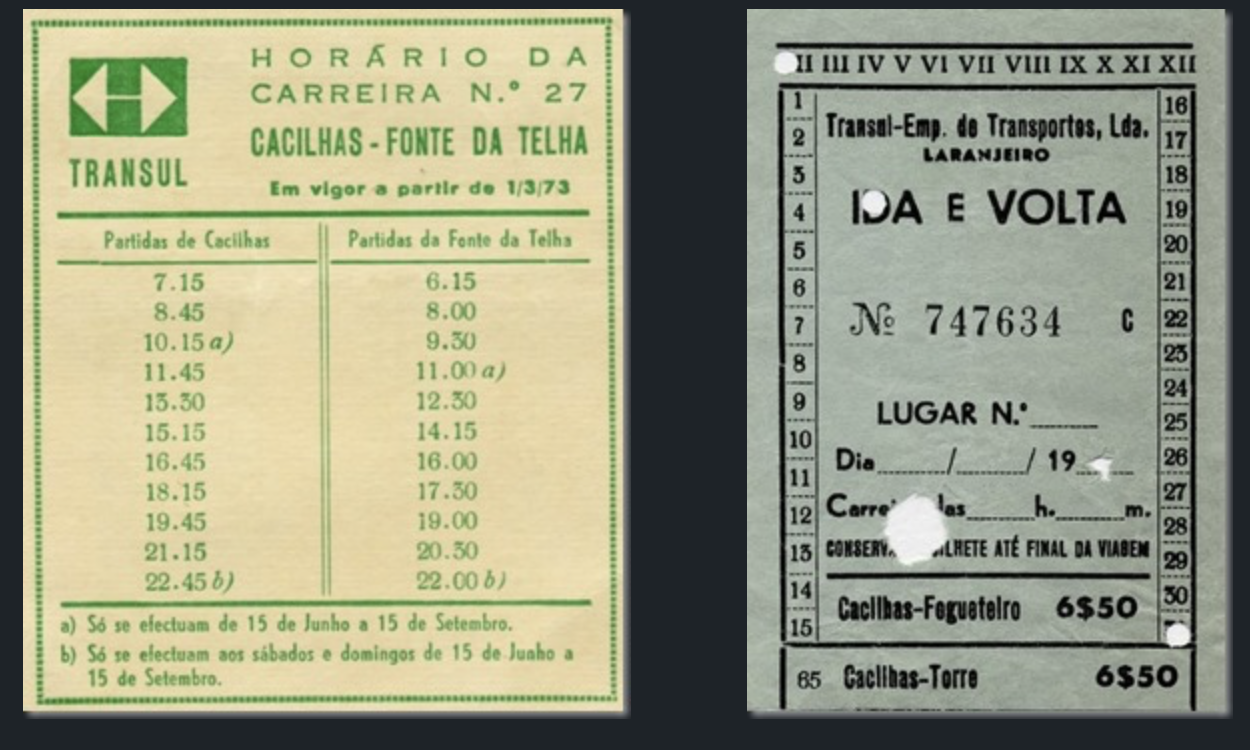 HORÁRIO DA
CARREIRA N.º 27
CACILHAS - FONTE DA TELHA
TRANSUL
Em vigor a partir de 1/3/73
Partidas de Cacilhas Partidas da Fonte da Telha
7.15 6.15
8.45 8.00
10.15 a) 9.30
11.45 11.00 a)
13.30 12.30
15.15 14.15
16.45 16.00
18.15 17.30
19.45 19.00
21.15 20.30
22.45 b) 22.00 b)
a) Só se efectuam de 15 de Junho a 15 de Setembro.
b) Só se efectuam aos sábados e domingos de 15 de Junho a
15 de Setembro.
II III IV V VI VII VIII IX X XI XII
1
2
3
4
5
6
7
8
9
10
11
12
13
14
15
Transul-Emp. de Transportes, Lda.
LARANJEIRO
IDA E VOLTA
Nº 747634 C
LUGAR N.º
Dia / / 19
h. m.
ATÉ FINAL DA VIAGEM
Cacilhas-Fogueteiro 6$50
16
17
18
19
20
21
22
23
24
25
26
27
28
29
30
65 Cacilhas-Torre 6$50